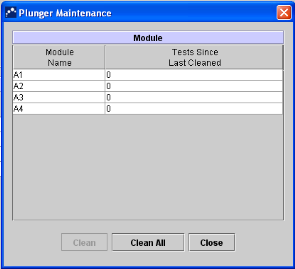 Plunger Maintenance
Module
Module Name
Tests Since Last Cleaned
A1 0
A2 0
A3 0
A4 0
Clean Clean All Close